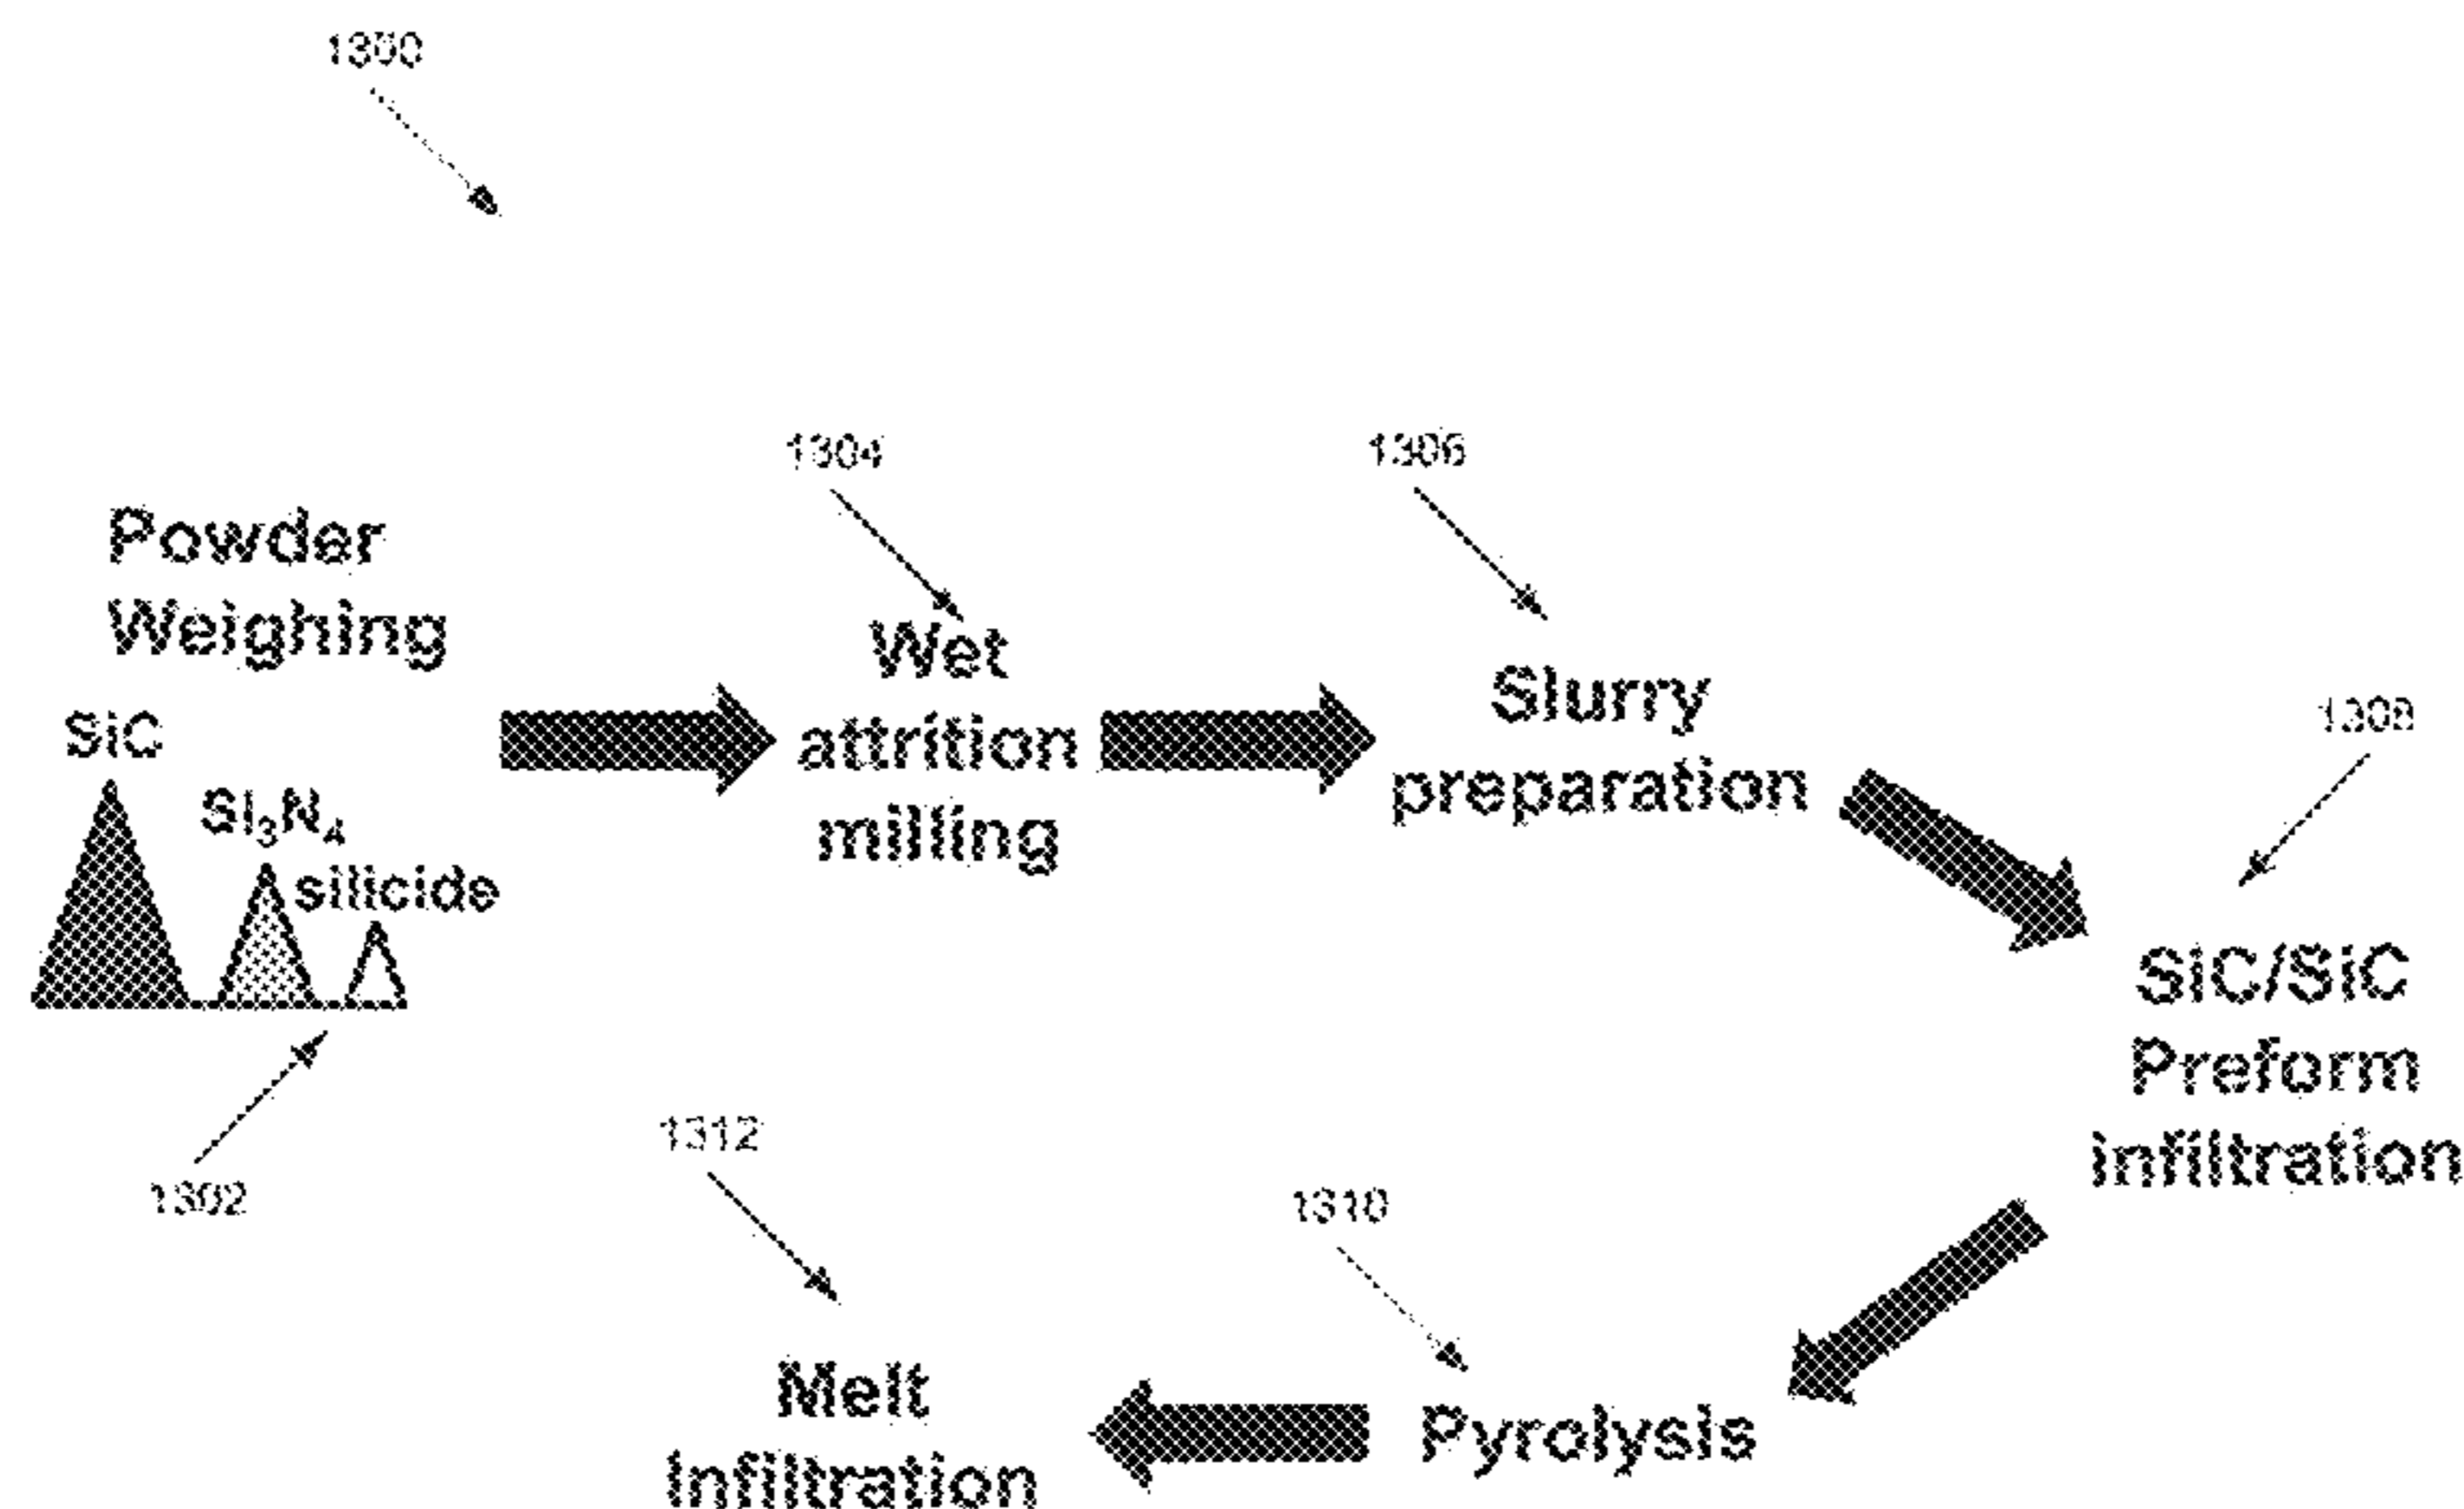 1300
1304
1306
Powder
Weighing
Wet
attrition
milling
Slurry
preparation
1308
SiC
Si₃N₄
silicide
SiC/SiC
Preform
infiltration
1302
1312
1310
Melt
Infiltration
Pyrolysis